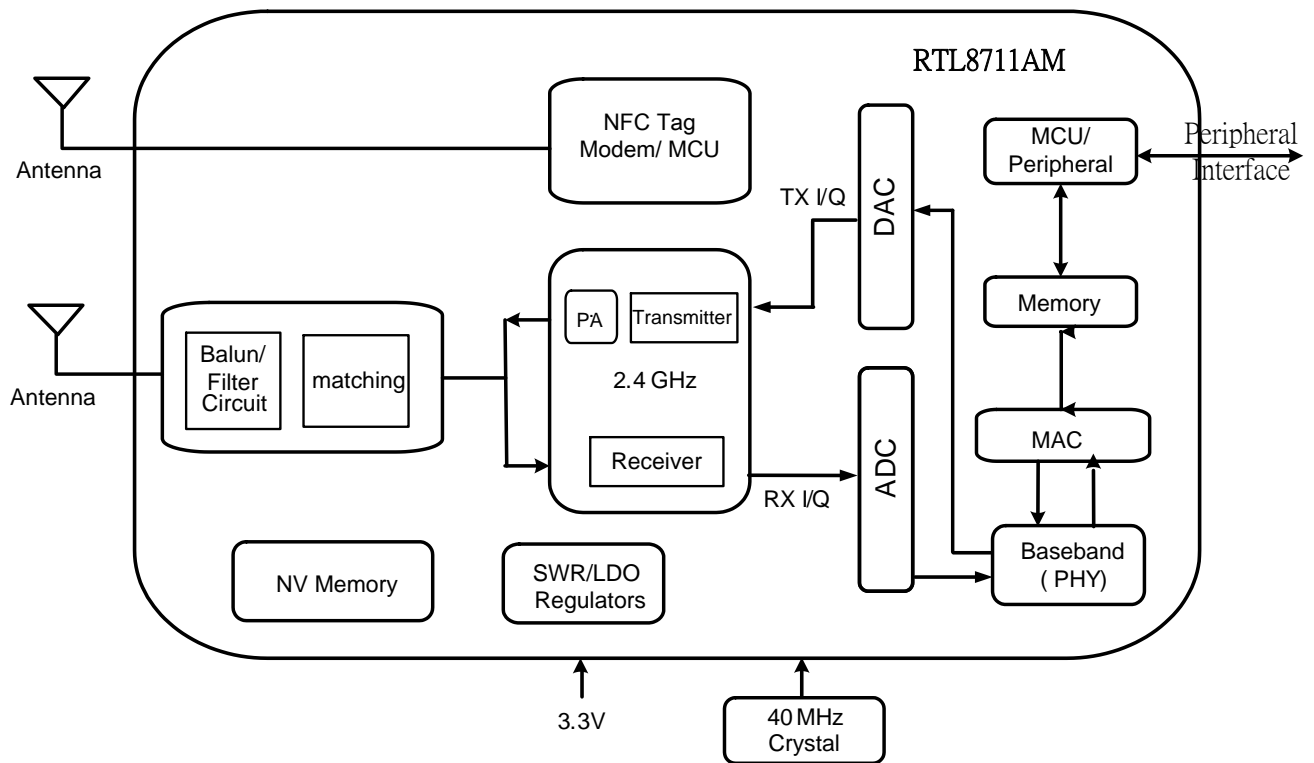 RTL8711AM
NFC Tag
Modem/ MCU
Antenna
MCU/
Peripheral
Peripheral
Interface
TX I/Q
DAC
PA
Transmitter
2.4 GHz
Receiver
Memory
Balun/
Filter
Circuit
matching
Antenna
MAC
RX I/Q
ADC
Baseband
( PHY)
NV Memory
SWR/LDO
Regulators
3.3V
40 MHz
Crystal